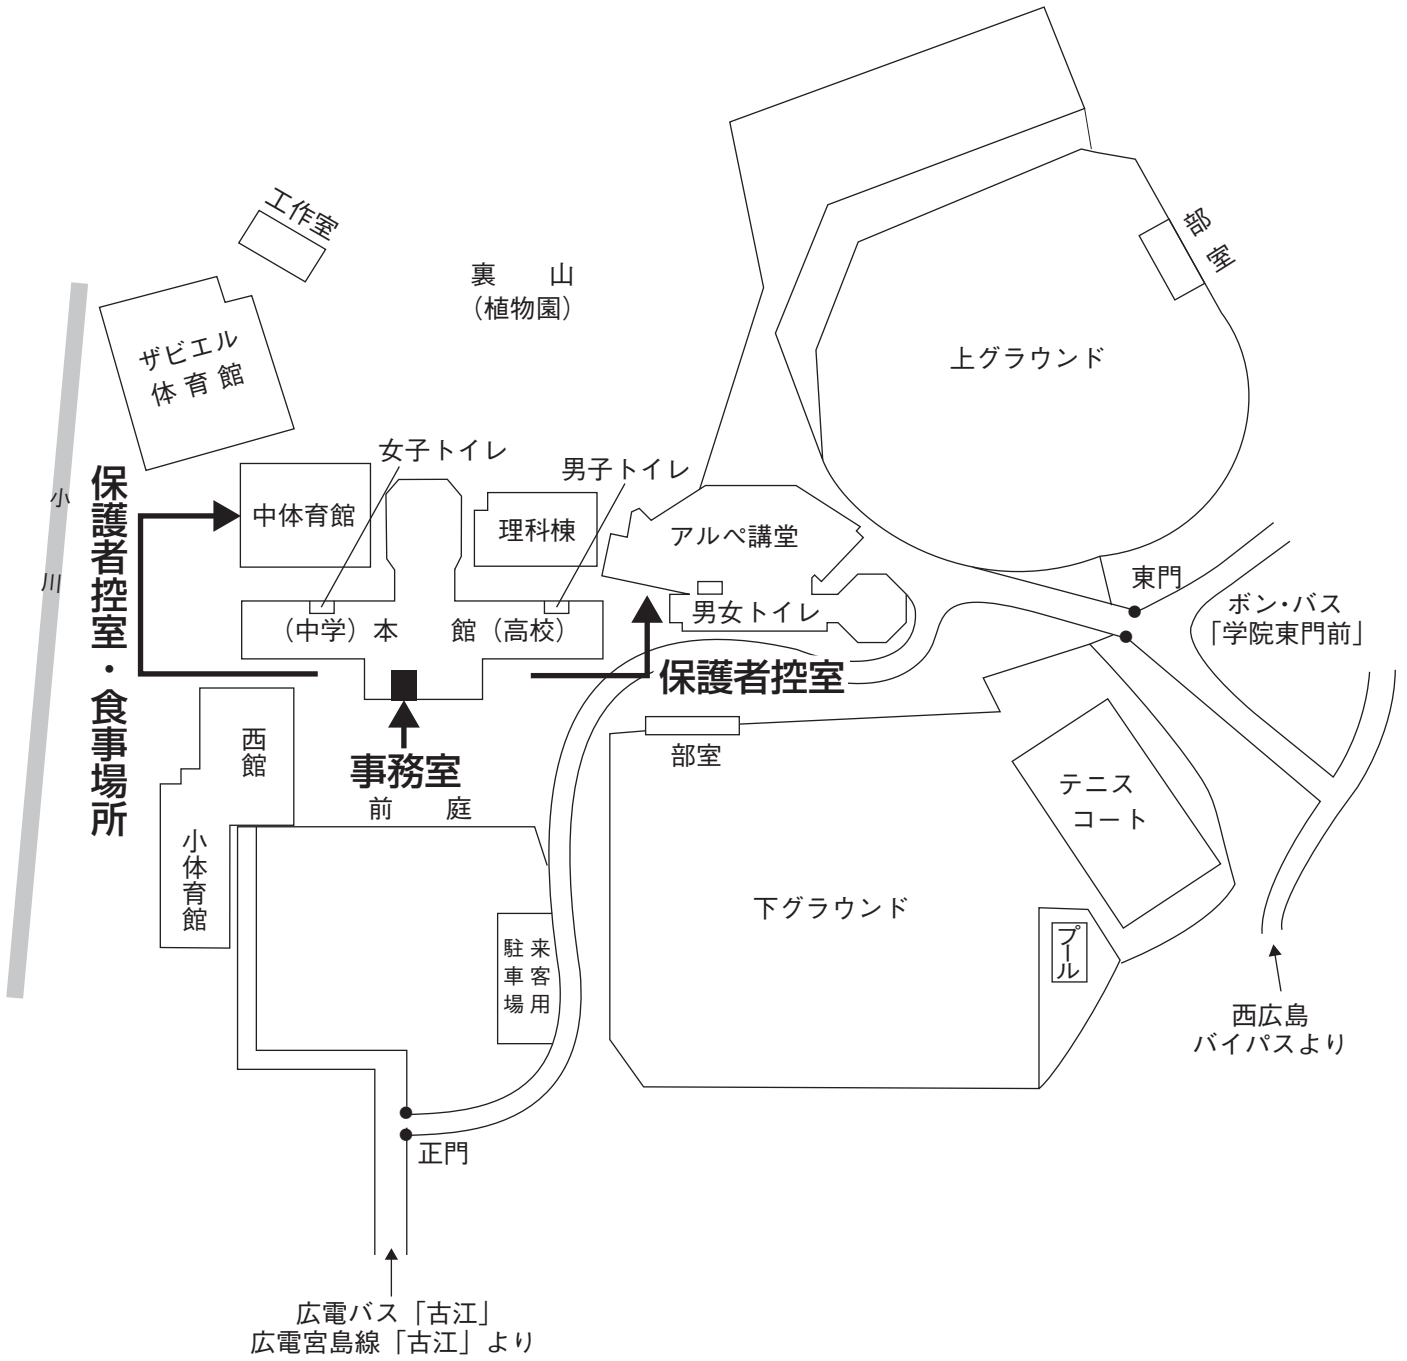 工作室
裏　山
（植物園）
部室
上グラウンド
ザビエル
体育館
女子トイレ
男子トイレ
保護者控室・食事場所
小川
中体育館
理科棟
アルペ講堂
東門
男女トイレ
（中学）本　館（高校）
ボン・バス
「学院東門前」
保護者控室
西館
事務室
前　庭
部室
テニス
コート
小体育館
下グラウンド
来客用
駐車場
プール
西広島
バイパスより
正門
広電バス「古江」
広電宮島線「古江」より